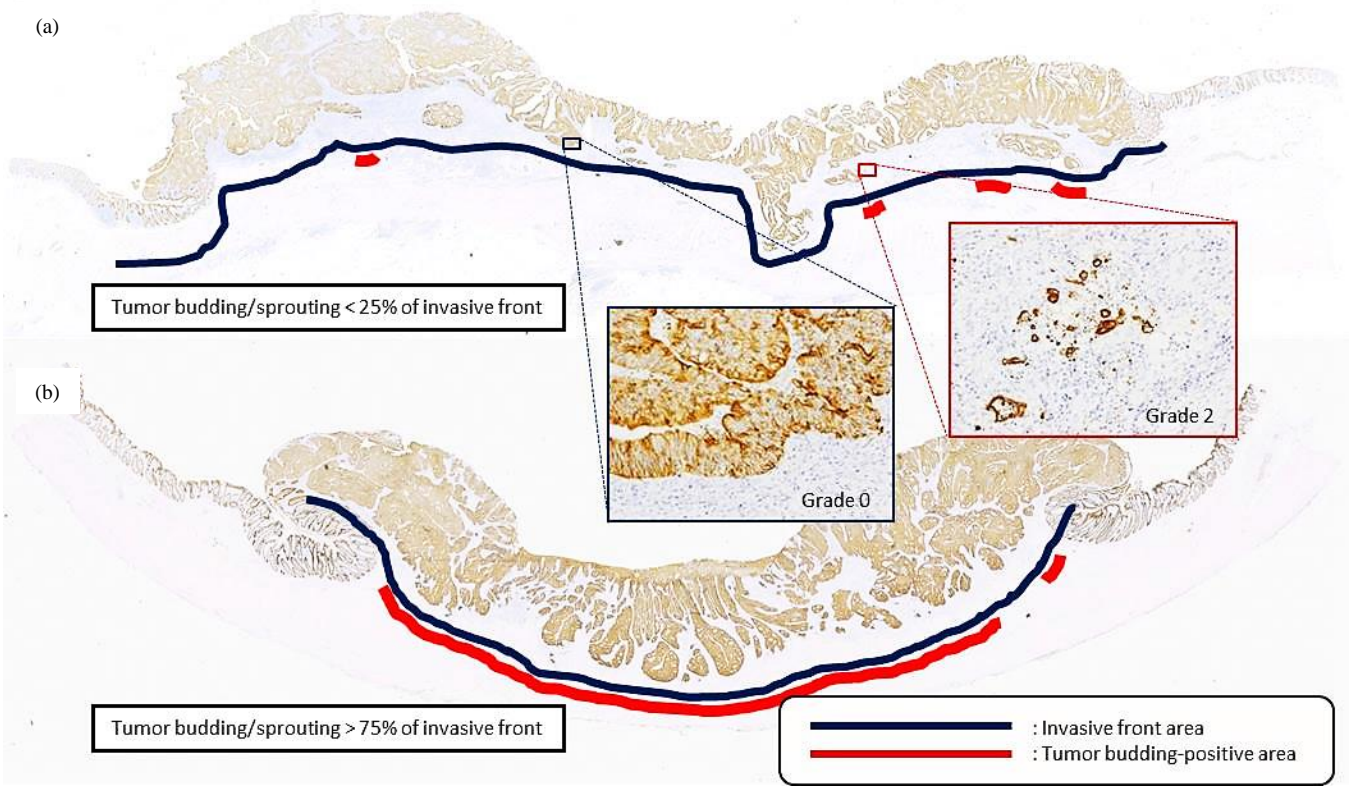 (a)
Tumor budding/sprouting < 25% of invasive front
Grade 2
(b)
Grade 0
Tumor budding/sprouting > 75% of invasive front
: Invasive front area
: Tumor budding-positive area